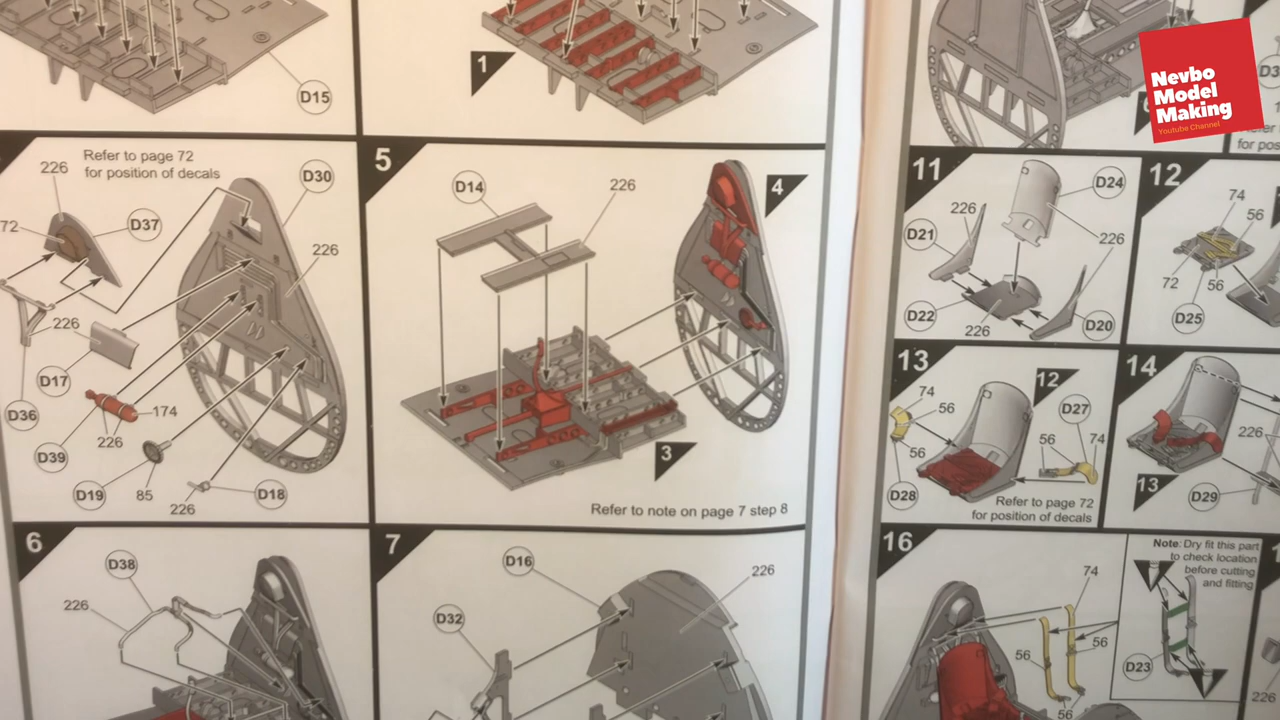 D15
1
Refer to page 72
for position of decals
226
D30
D37
72
226
226
D17
D36
174
226
D39
D19
85
D18
226
5
D14
226
4
3
Refer to note on page 7 step 8
6
D38
226
7
D16
226
D32
11
D24
226
D21
226
D22
226
D20
12
74
56
72
56
D25
13
74
56
56
D28
12
D27
56
74
Refer to page 72
for position of decals
14
226
13
D29
16
74
56
56
56
Note: Dry fit this part
to check location
before cutting
and fitting
D23
226
Nevbo
Model
Making
Youtube Channel
for pos